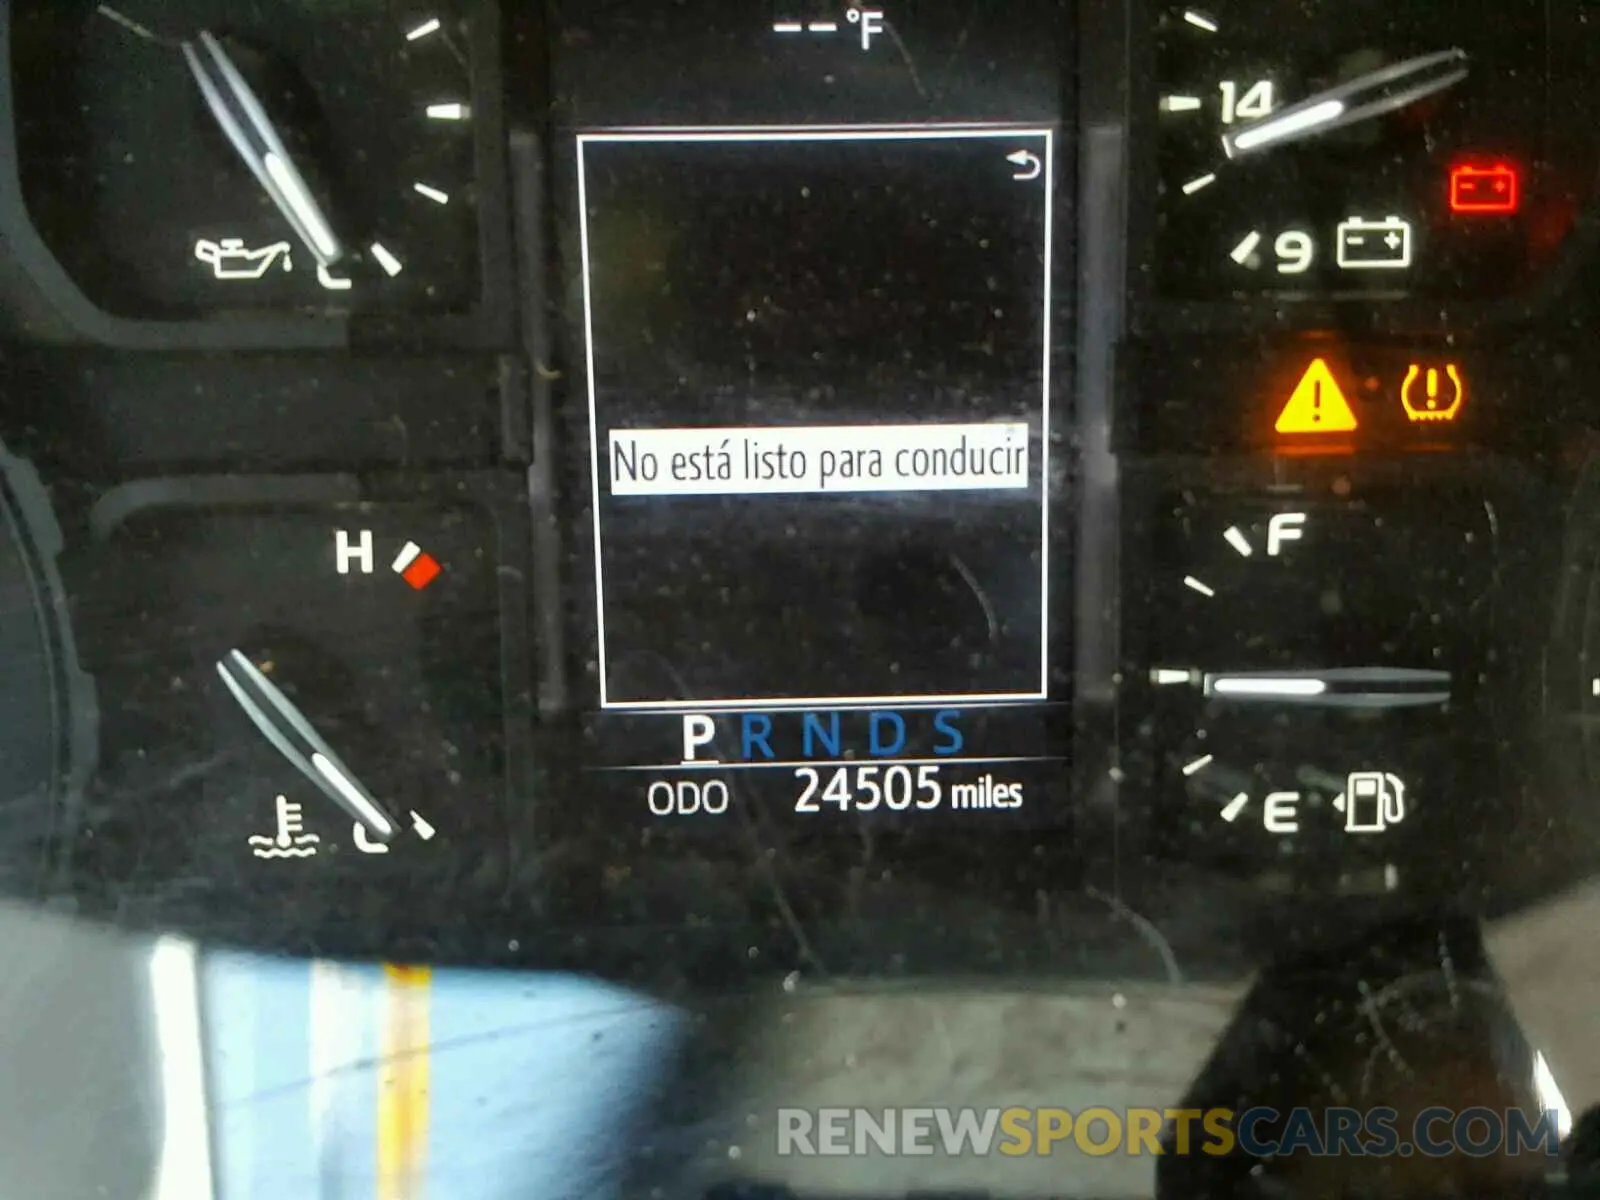 --°F
14
9
No está listo para conducir
H
F
P R N D S
ODO 24505 miles
E
RENEWSPORTSCARS.COM